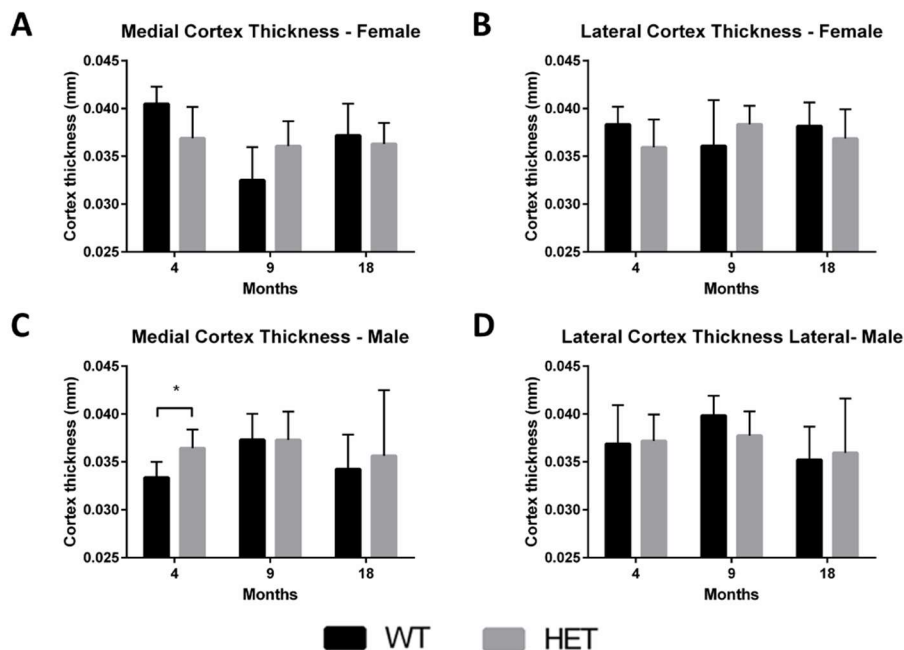 A
Medial Cortex Thickness - Female
Cortex thickness (mm)
0.045
0.040
0.035
0.030
0.025
4 9 18
Months
B
Lateral Cortex Thickness - Female
Cortex thickness (mm)
0.045
0.040
0.035
0.030
0.025
4 9 18
Months
C
Medial Cortex Thickness - Male
Cortex thickness (mm)
0.045
0.040
0.035
0.030
0.025
*
4 9 18
Months
D
Lateral Cortex Thickness Lateral- Male
Cortex thickness (mm)
0.045
0.040
0.035
0.030
0.025
4 9 18
Months
WT HET